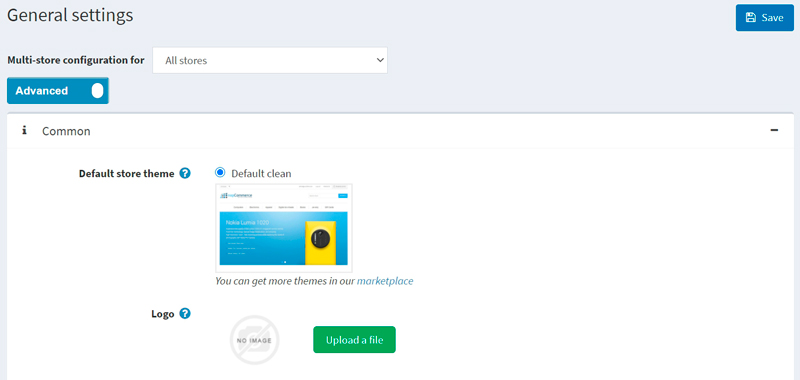 General settings
Save
Multi-store configuration for
All stores
Advanced
Common
Default store theme
Default clean
Nokia Lumia 1020
You can get more themes in our marketplace
Logo
NO IMAGE
Upload a file